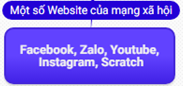 Một số Website của mạng xã hội
Facebook, Zalo, Youtube,
Instagram, Scratch